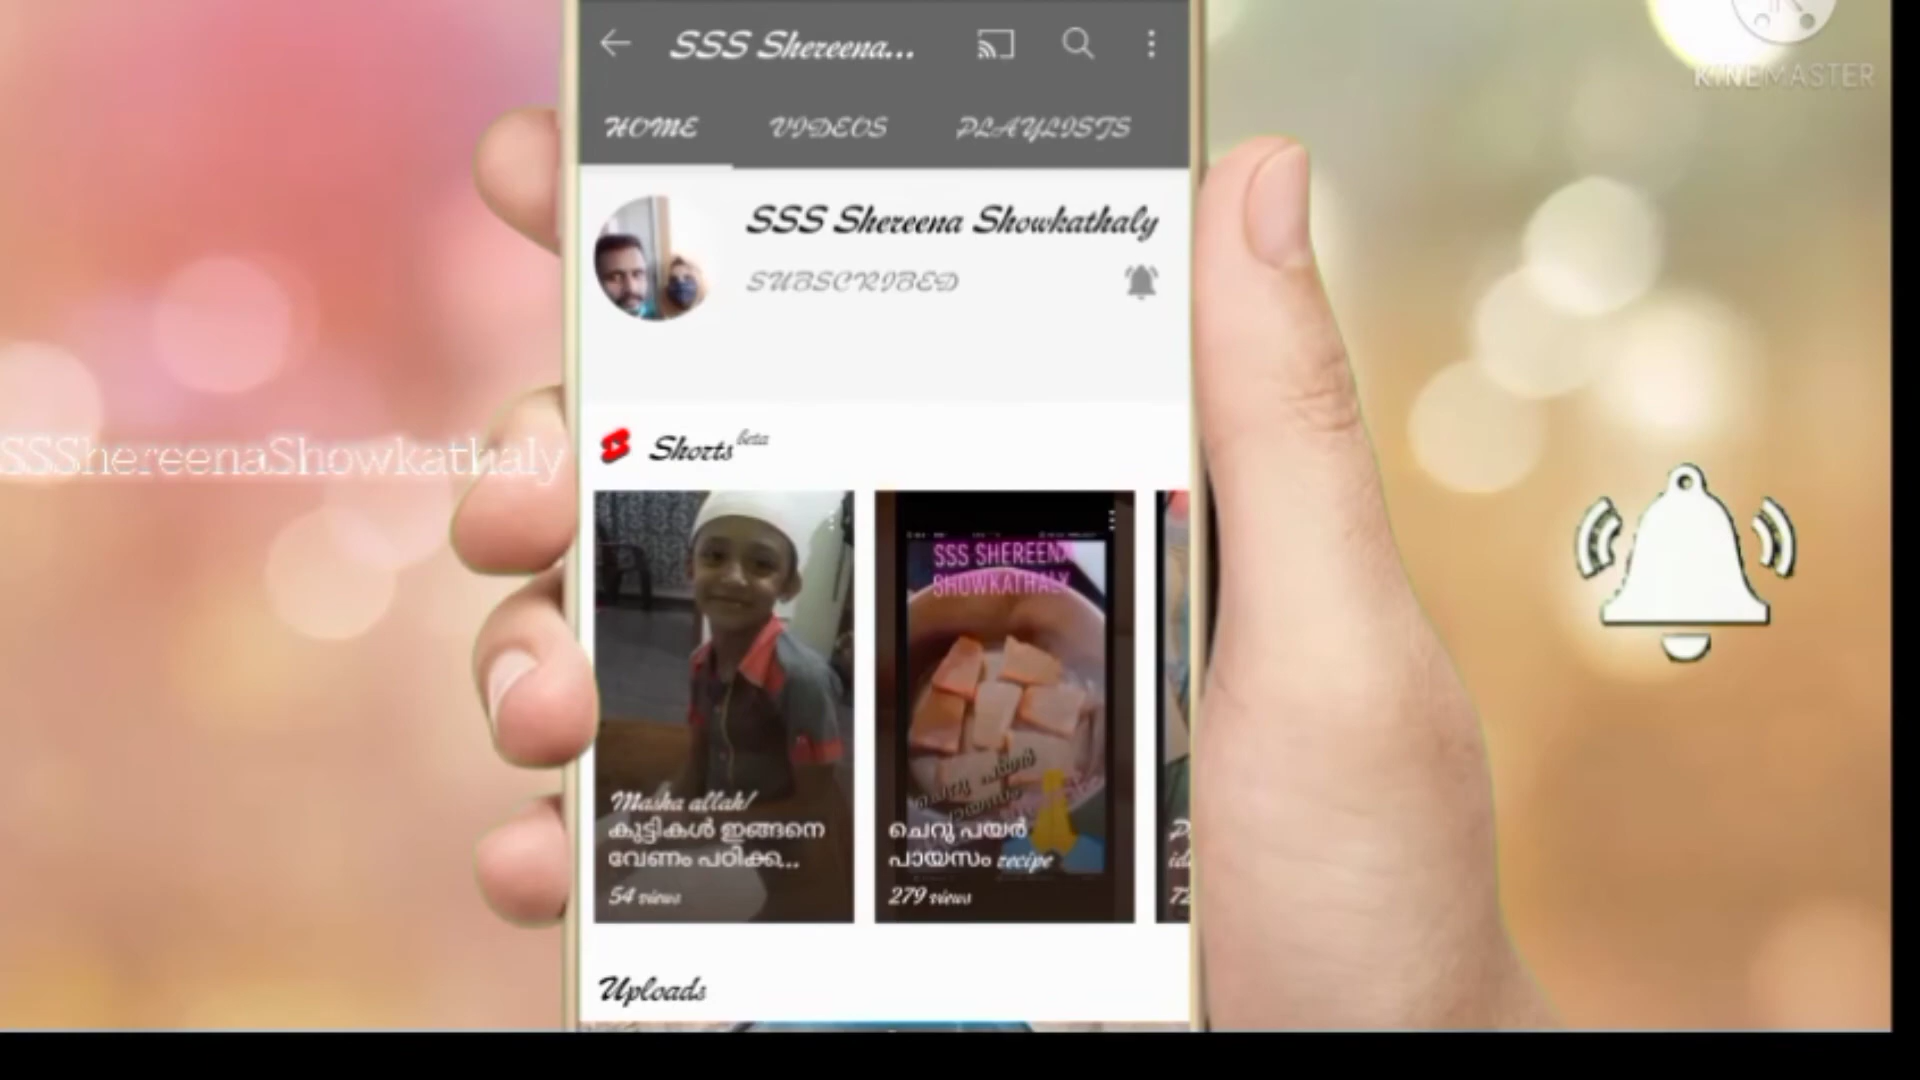 SSS Shereena...
KINEMASTER
HOME VIDEOS PLAYLISTS
SSS Shereena Showkathaly
SUBSCRIBED
Shorts beta
SSShereenaShowkathaly
SSS SHEREENA
SHOWKATHALY
Masha allah/
കുട്ടികൾ ഇങ്ങനെ
വേണം പഠിക്ക...
54 views
ചെറു പയർ
പായസം recipe
279 views
72
Uploads